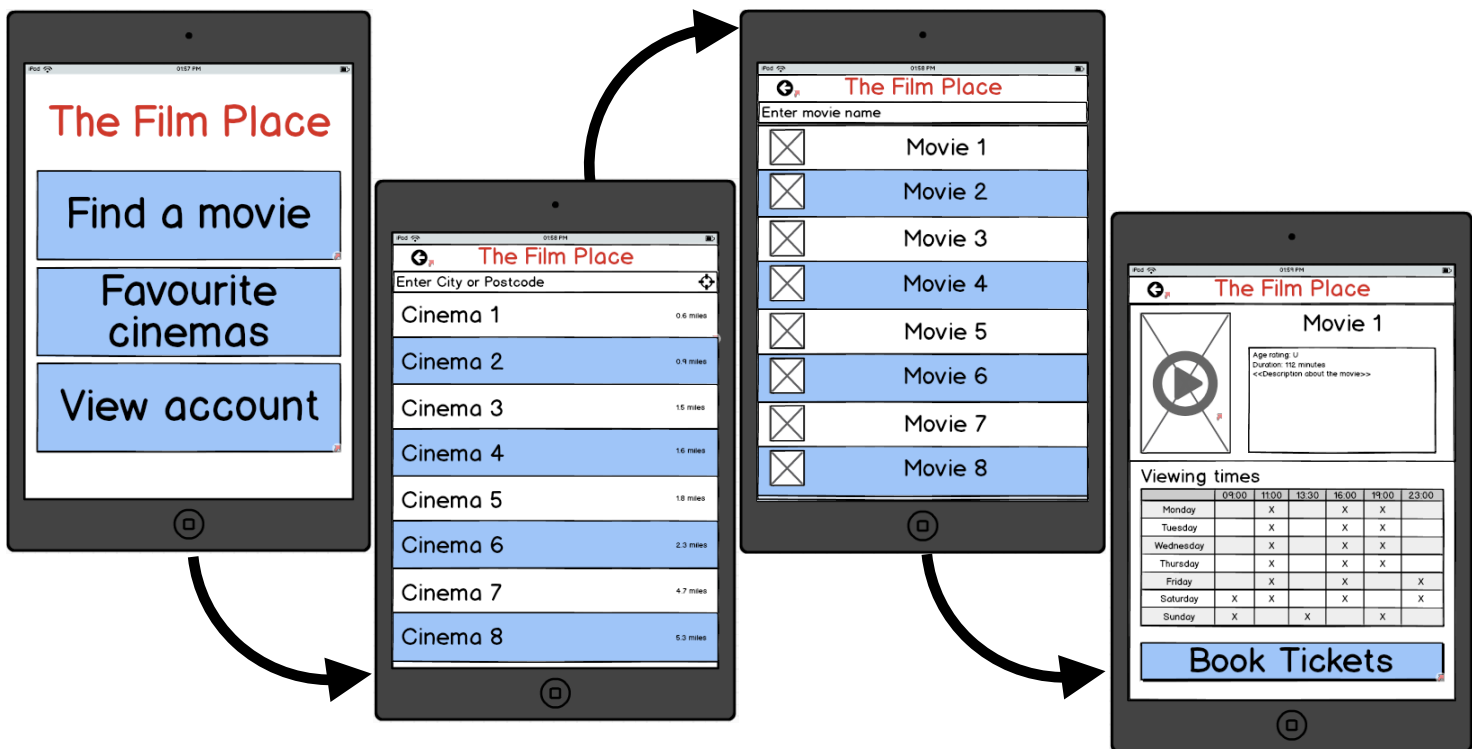 iPod 01:57 PM
The Film Place
Find a movie
Favourite
cinemas
View account
iPod 01:58 PM
The Film Place
Enter City or Postcode
Cinema 1 0.6 miles
Cinema 2 0.9 miles
Cinema 3 1.5 miles
Cinema 4 1.6 miles
Cinema 5 1.8 miles
Cinema 6 2.3 miles
Cinema 7 4.7 miles
Cinema 8 5.3 miles
iPod 01:58 PM
The Film Place
Enter movie name
Movie 1
Movie 2
Movie 3
Movie 4
Movie 5
Movie 6
Movie 7
Movie 8
iPod 01:59 PM
The Film Place
Movie 1
Age rating: U
Duration: 112 minutes
<<Description about the movie>>
Viewing times
09:00 11:00 13:30 16:00 19:00 23:00
Monday X X X
Tuesday X X X
Wednesday X X X
Thursday X X X
Friday X X X
Saturday X X X X
Sunday X X X
Book Tickets